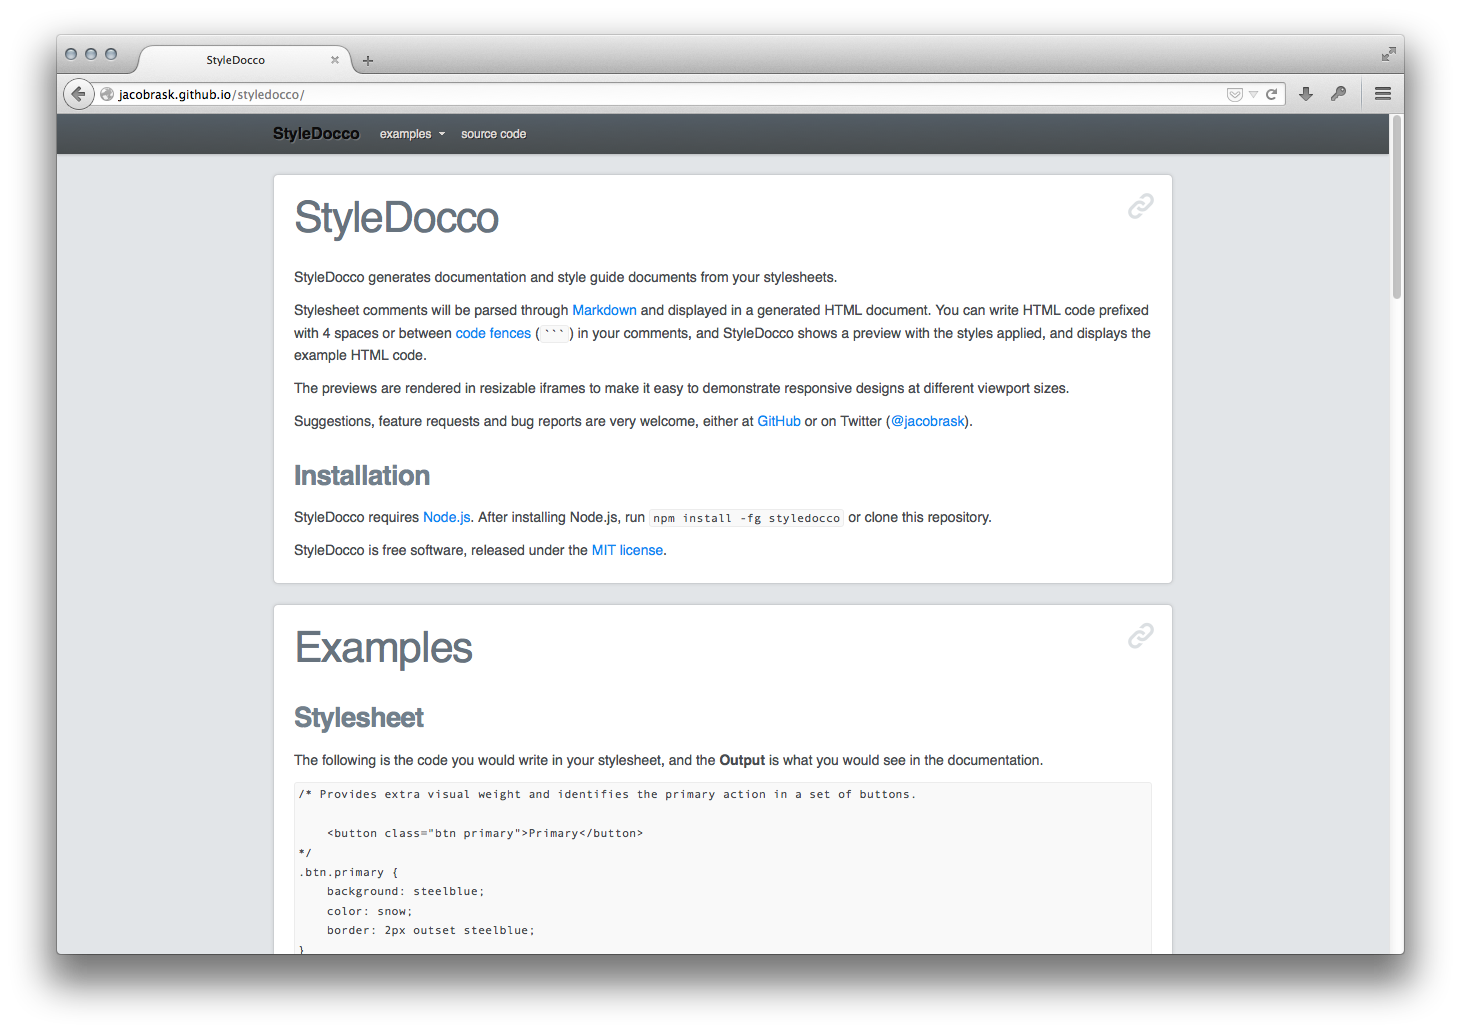 StyleDocco
jacobrask.github.io/styledocco/
StyleDocco examples source code
StyleDocco
StyleDocco generates documentation and style guide documents from your stylesheets.
Stylesheet comments will be parsed through Markdown and displayed in a generated HTML document. You can write HTML code prefixed
with 4 spaces or between code fences (```) in your comments, and StyleDocco shows a preview with the styles applied, and displays the
example HTML code.
The previews are rendered in resizable iframes to make it easy to demonstrate responsive designs at different viewport sizes.
Suggestions, feature requests and bug reports are very welcome, either at GitHub or on Twitter (@jacobrask).
Installation
StyleDocco requires Node.js. After installing Node.js, run npm install -fg styledocco or clone this repository.
StyleDocco is free software, released under the MIT license.
Examples
Stylesheet
The following is the code you would write in your stylesheet, and the Output is what you would see in the documentation.
/* Provides extra visual weight and identifies the primary action in a set of buttons.
<button class="btn primary">Primary</button>
*/
.btn.primary {
background: steelblue;
color: snow;
border: 2px outset steelblue;
}